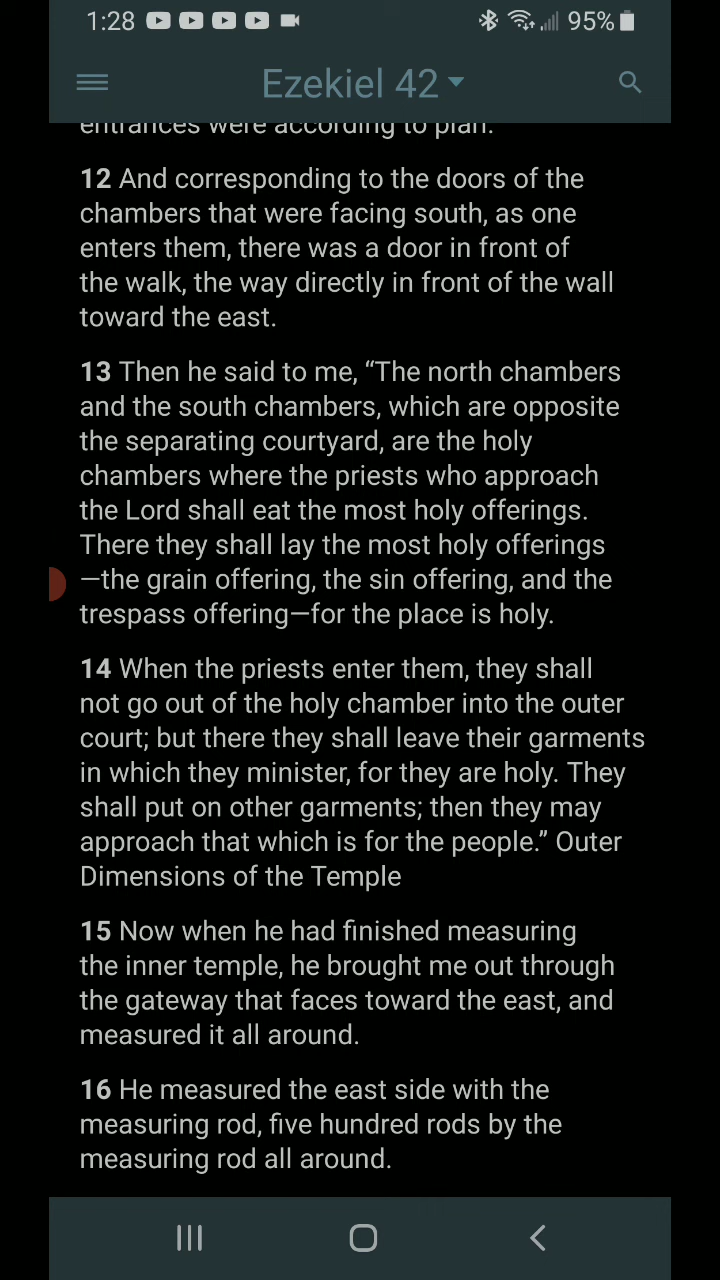 1:28
95%
Ezekiel 42
entrances were according to plan.
12 And corresponding to the doors of the
chambers that were facing south, as one
enters them, there was a door in front of
the walk, the way directly in front of the wall
toward the east.
13 Then he said to me, “The north chambers
and the south chambers, which are opposite
the separating courtyard, are the holy
chambers where the priests who approach
the Lord shall eat the most holy offerings.
There they shall lay the most holy offerings
—the grain offering, the sin offering, and the
trespass offering—for the place is holy.
14 When the priests enter them, they shall
not go out of the holy chamber into the outer
court; but there they shall leave their garments
in which they minister, for they are holy. They
shall put on other garments; then they may
approach that which is for the people.” Outer
Dimensions of the Temple
15 Now when he had finished measuring
the inner temple, he brought me out through
the gateway that faces toward the east, and
measured it all around.
16 He measured the east side with the
measuring rod, five hundred rods by the
measuring rod all around.